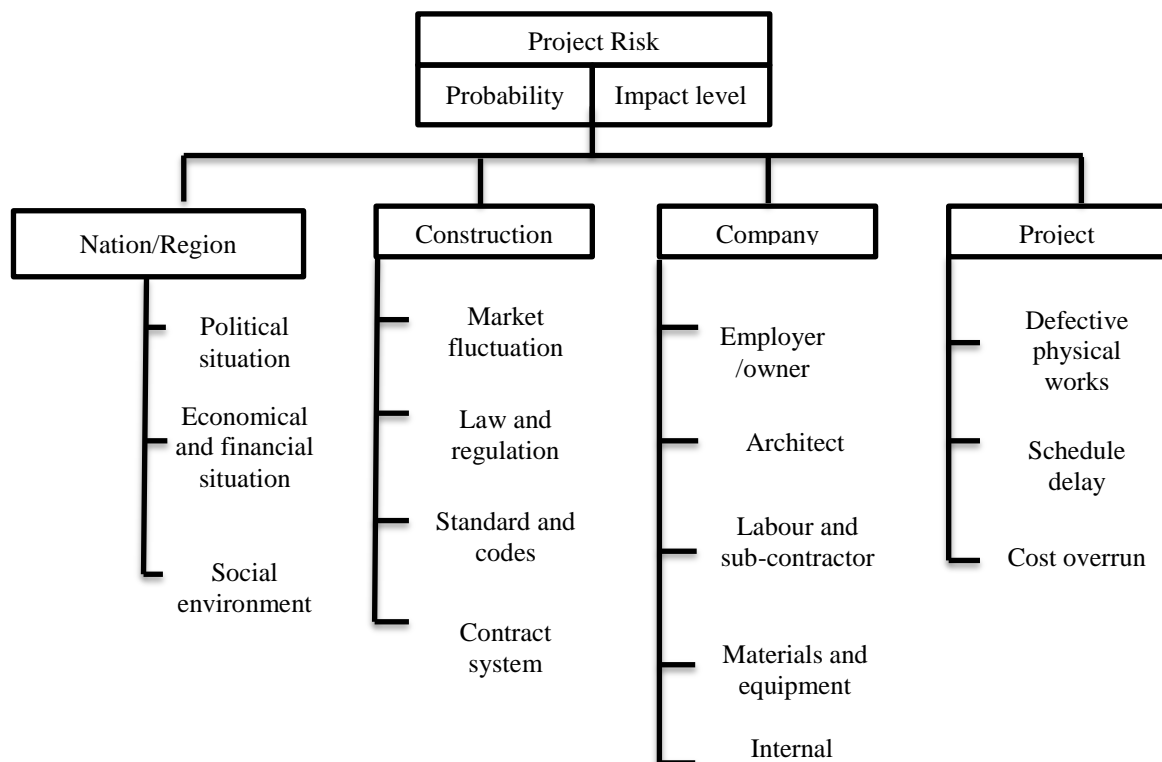 Project Risk
Probability
Impact level
Nation/Region
Political
situation
Economical
and financial
situation
Social
environment
Construction
Market
fluctuation
Law and
regulation
Standard and
codes
Contract
system
Company
Employer
/owner
Architect
Labour and
sub-contractor
Materials and
equipment
Internal
Project
Defective
physical
works
Schedule
delay
Cost overrun